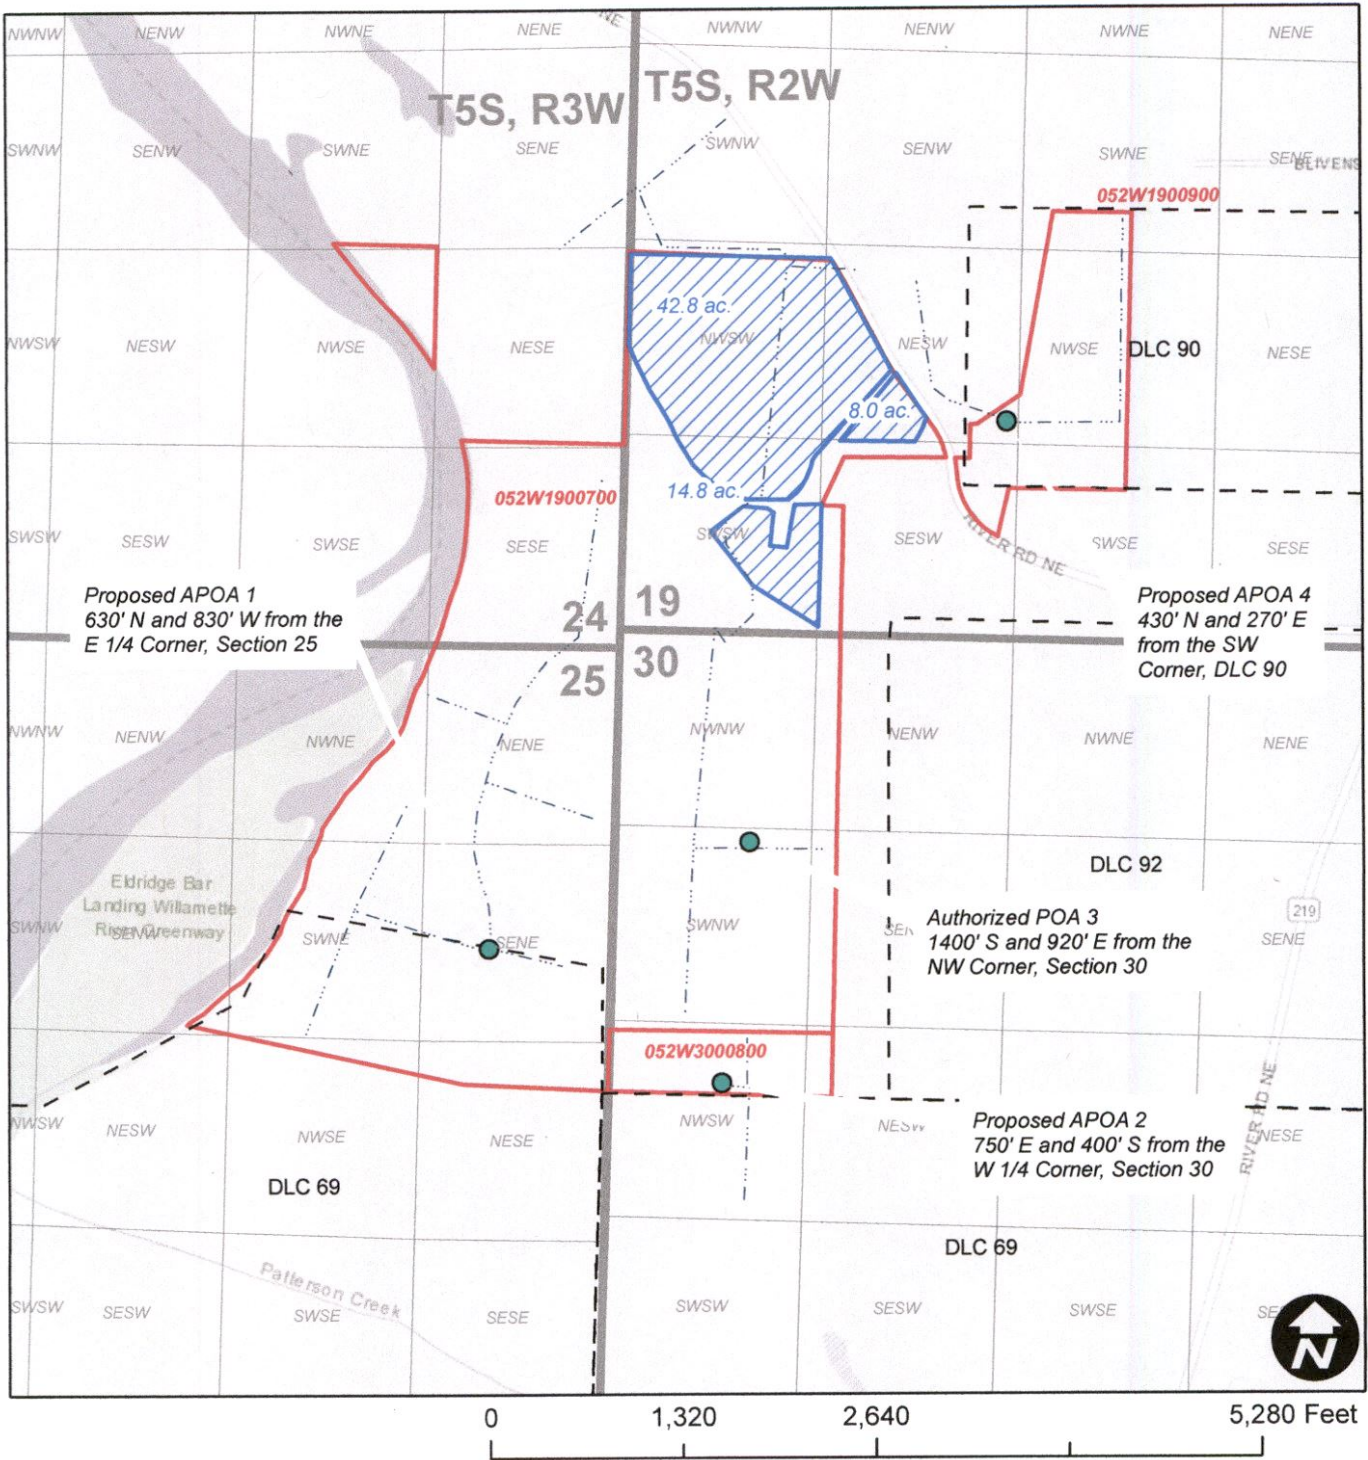 NE
NWNW NENW NWNE NENE NWNW NENW NWNE NENE
T5S, R3W T5S, R2W
SWNW SENW SWNE SENE SWNW SENW SWNE SENE BLIVENS
052W1900900
42.8 ac.
NWSW NESW NWSE NESE NWSW NESW NWSE DLC 90 NESE
8.0 ac.
052W1900700 14.8 ac.
SWSW SESW SWSE SESE SWSW SESW SWSE SESE
RIVER RD NE
Proposed APOA 1
630' N and 830' W from the
E 1/4 Corner, Section 25
24 19
25 30
Proposed APOA 4
430' N and 270' E
from the SW
Corner, DLC 90
NWNW NENW NWNE NENE NWNW NENW NWNE NENE
DLC 92
Eldridge Bar
Landing Willamette
River Greenway
SWNW SENW SWNE SENE SWNW SENE
Authorized POA 3
1400' S and 920' E from the
NW Corner, Section 30
219
052W3000800
RIVER RD NE
NWSW NESW NWSE NESE NWSW NESW NESE
Proposed APOA 2
750' E and 400' S from the
W 1/4 Corner, Section 30
DLC 69
DLC 69
Patterson Creek
SWSW SESW SWSE SESE SWSW SESW SWSE
N
0 1,320 2,640 5,280 Feet